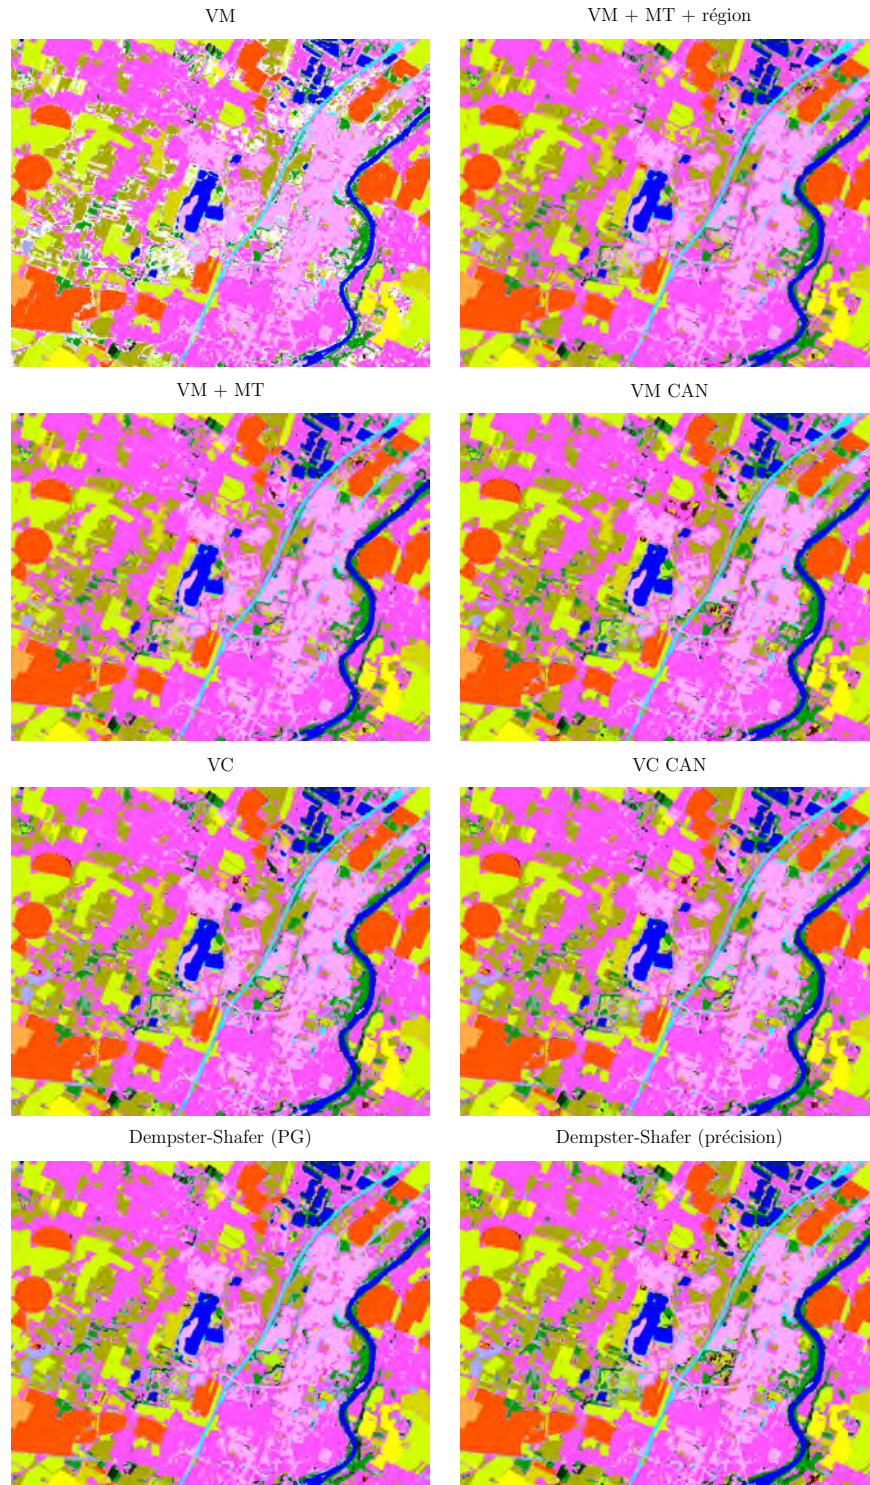 VM
VM + MT + région
VM + MT
VM CAN
VC
VC CAN
Dempster-Shafer (PG)
Dempster-Shafer (précision)